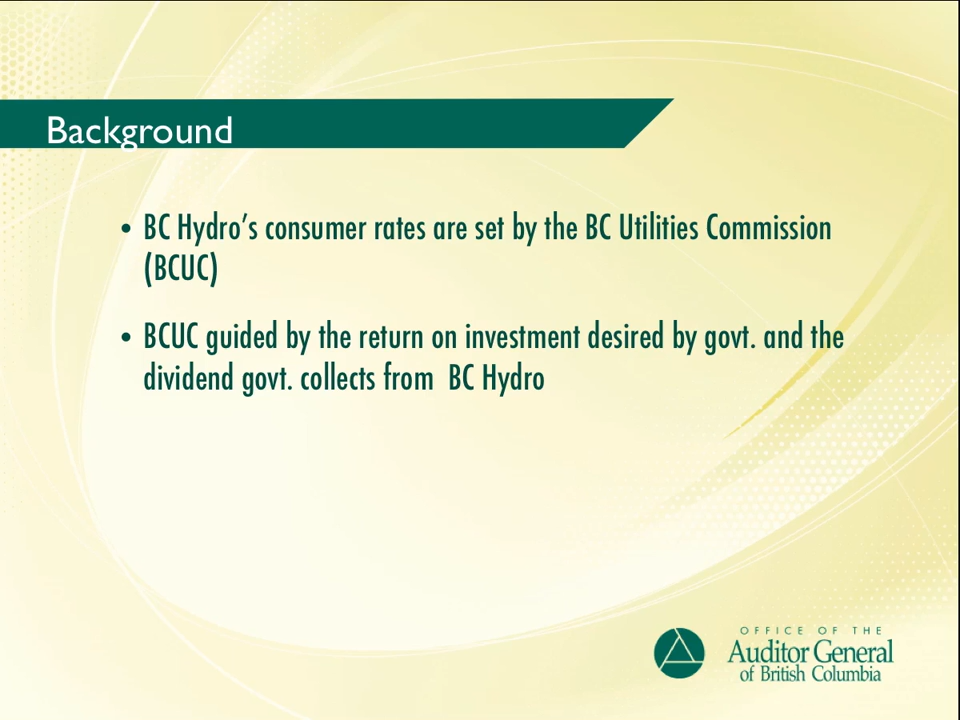 Background
• BC Hydro’s consumer rates are set by the BC Utilities Commission
(BCUC)
• BCUC guided by the return on investment desired by govt. and the
dividend govt. collects from  BC Hydro
OFFICE OF THE
Auditor General
of British Columbia